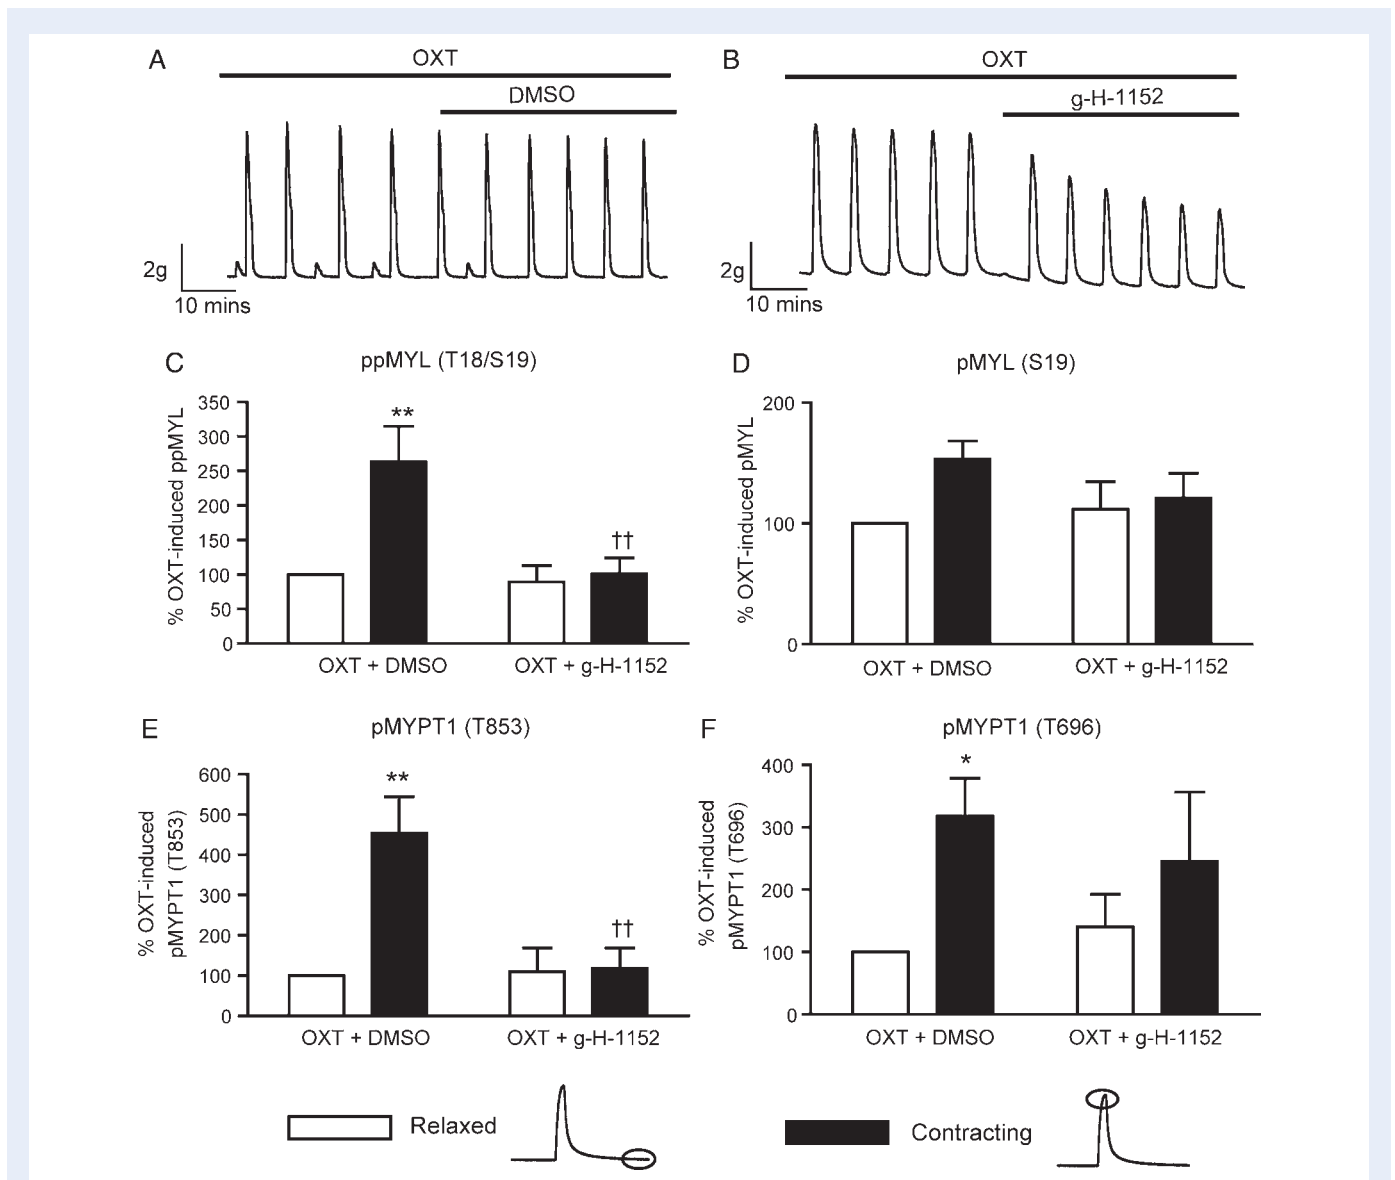 A
OXT
DMSO
2g
10 mins
B
OXT
g-H-1152
2g
10 mins
C
ppMYL (T18/S19)
% OXT-induced ppMYL
350
300
250
200
150
100
50
0
**
††
OXT + DMSO
OXT + g-H-1152
D
pMYL (S19)
% OXT-induced pMYL
200
100
0
OXT + DMSO
OXT + g-H-1152
E
pMYPT1 (T853)
% OXT-induced
pMYPT1 (T853)
600
500
400
300
200
100
0
**
††
OXT + DMSO
OXT + g-H-1152
F
pMYPT1 (T696)
% OXT-induced
pMYPT1 (T696)
400
300
200
100
0
*
OXT + DMSO
OXT + g-H-1152
Relaxed
Contracting